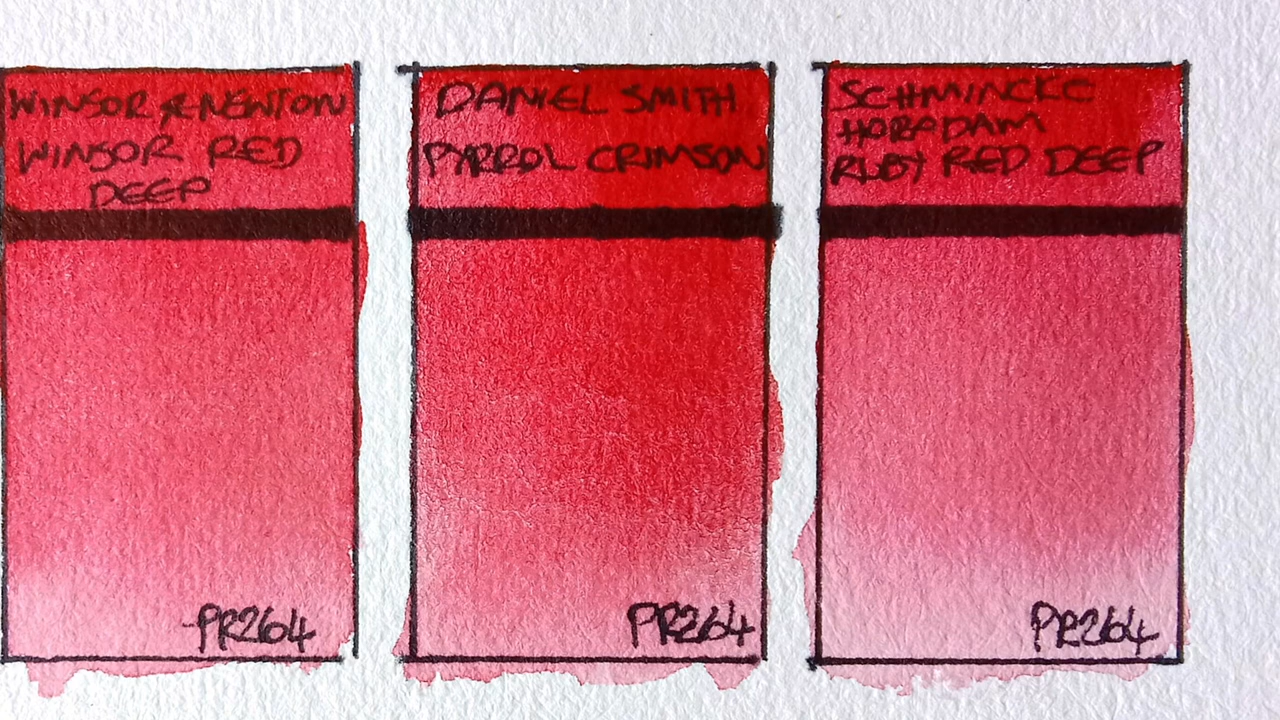 WINSOR & NEWTON
WINSOR RED
DEEP
PR264
DANIEL SMITH
PYRROL CRIMSON
PR264
SCHMINCKE
HORADAM
RUBY RED DEEP
PR264